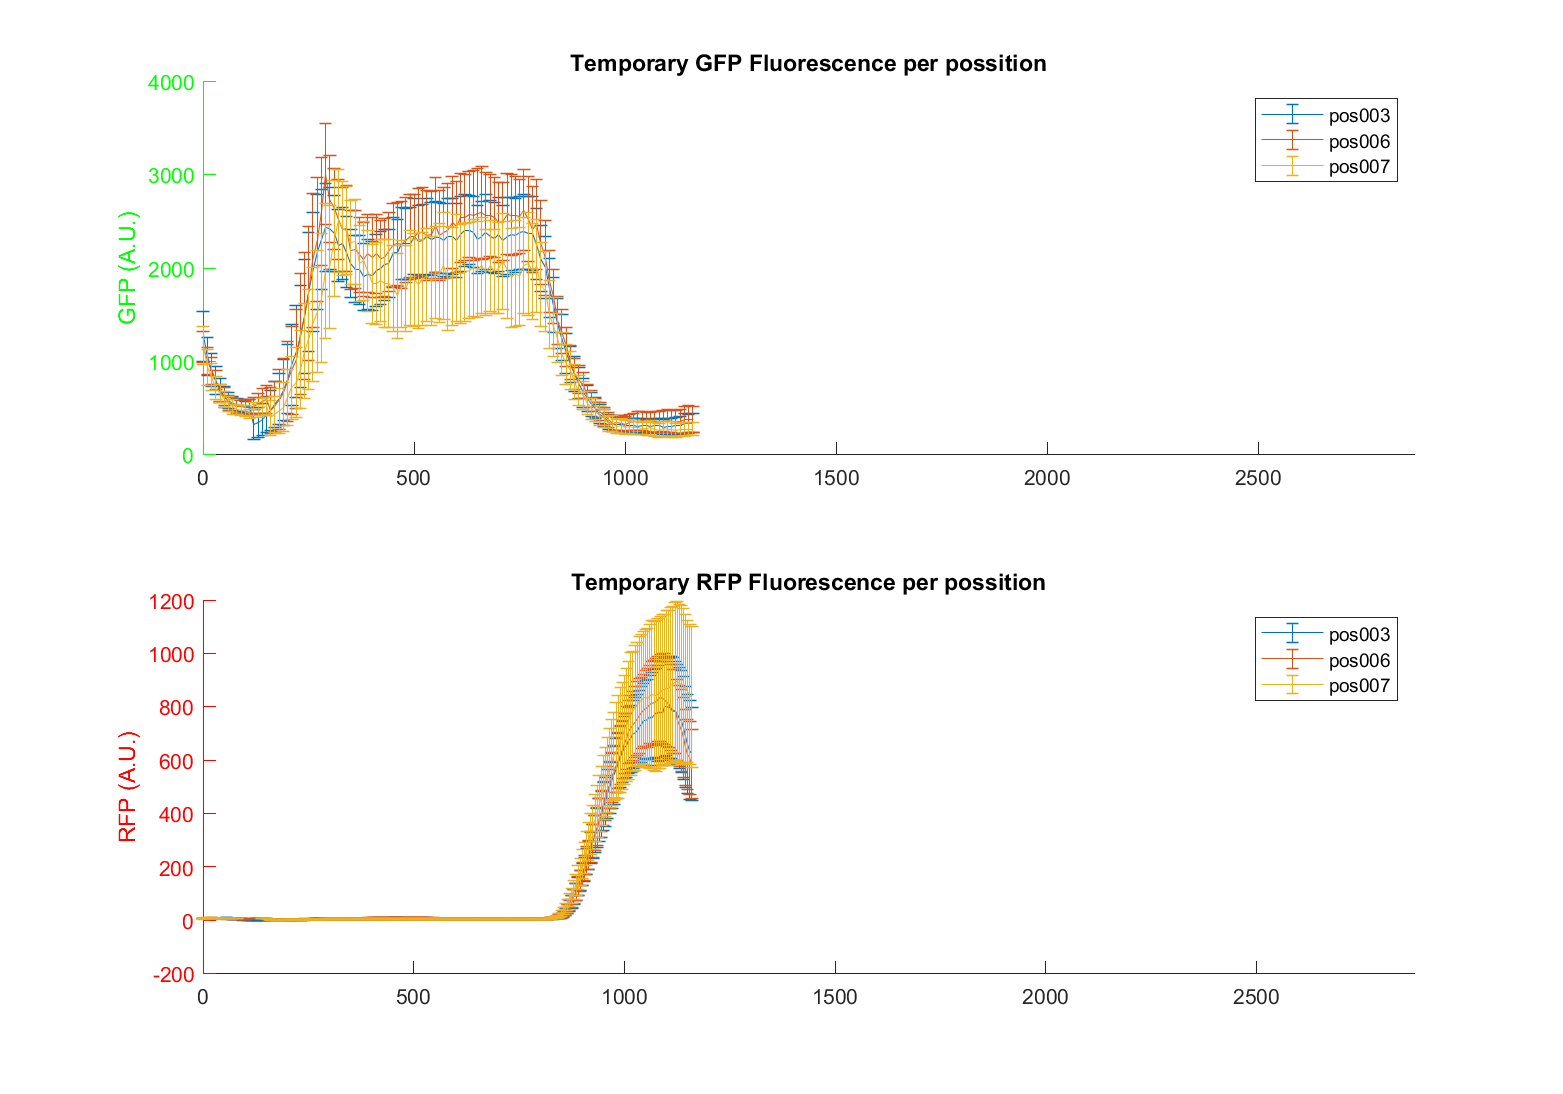 Temporary GFP Fluorescence per possition
4000
3000
2000
1000
0
GFP (A.U.)
pos003
pos006
pos007
0 500 1000 1500 2000 2500
Temporary RFP Fluorescence per possition
1200
1000
800
600
400
200
0
-200
RFP (A.U.)
pos003
pos006
pos007
0 500 1000 1500 2000 2500